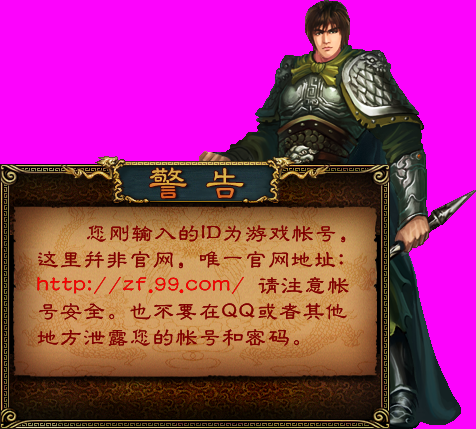 警告
您刚输入的ID为游戏帐号，
这里并非官网，唯一官网地址：
http://zf.99.com/ 请注意帐
号安全。也不要在QQ或者其他
地方泄露您的帐号和密码。